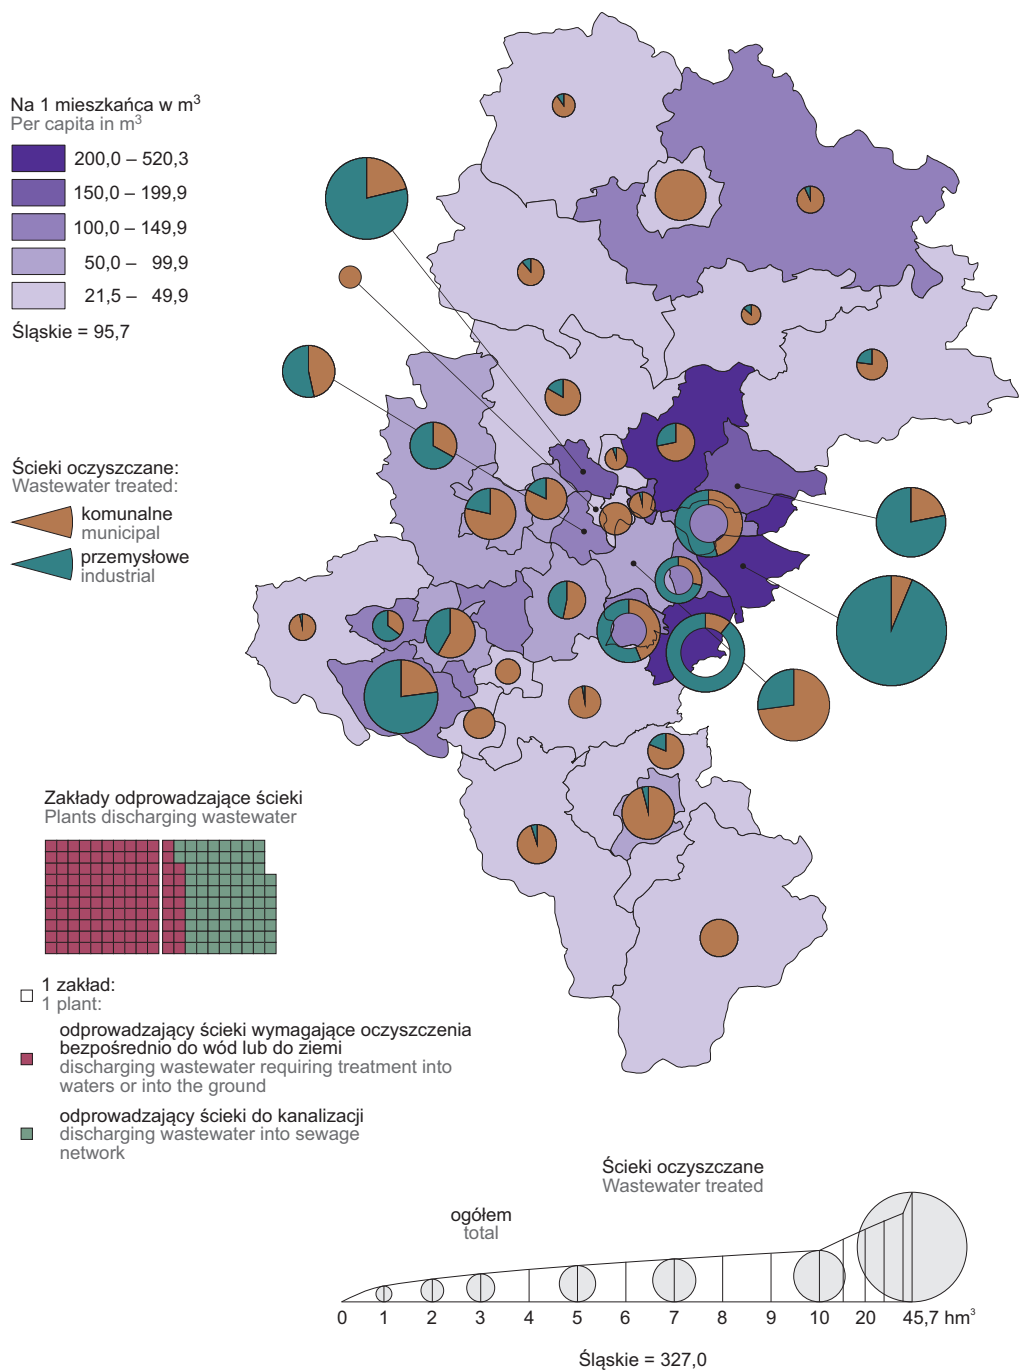 Na 1 mieszkańca w m³
Per capita in m³
200,0 – 520,3
150,0 – 199,9
100,0 – 149,9
50,0 – 99,9
21,5 – 49,9
Śląskie = 95,7
Ścieki oczyszczane:
Wastewater treated:
komunalne
municipal
przemysłowe
industrial
Zakłady odprowadzające ścieki
Plants discharging wastewater
1 zakład:
1 plant:
odprowadzający ścieki wymagające oczyszczenia
bezpośrednio do wód lub do ziemi
discharging wastewater requiring treatment into
waters or into the ground
odprowadzający ścieki do kanalizacji
discharging wastewater into sewage
network
Ścieki oczyszczane
Wastewater treated
ogółem
total
0 1 2 3 4 5 6 7 8 9 10 20 45,7 hm³
Śląskie = 327,0